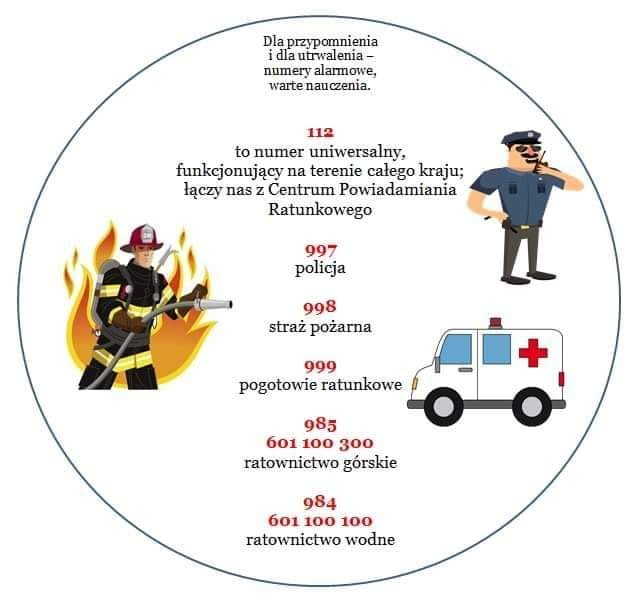 Dla przypomnienia
i dla utrwalenia –
numery alarmowe,
warte nauczenia.
112
to numer uniwersalny,
funkcjonujący na terenie całego kraju;
łączy nas z Centrum Powiadamiania
Ratunkowego
997
policja
998
straż pożarna
999
pogotowie ratunkowe
985
601 100 300
ratownictwo górskie
984
601 100 100
ratownictwo wodne